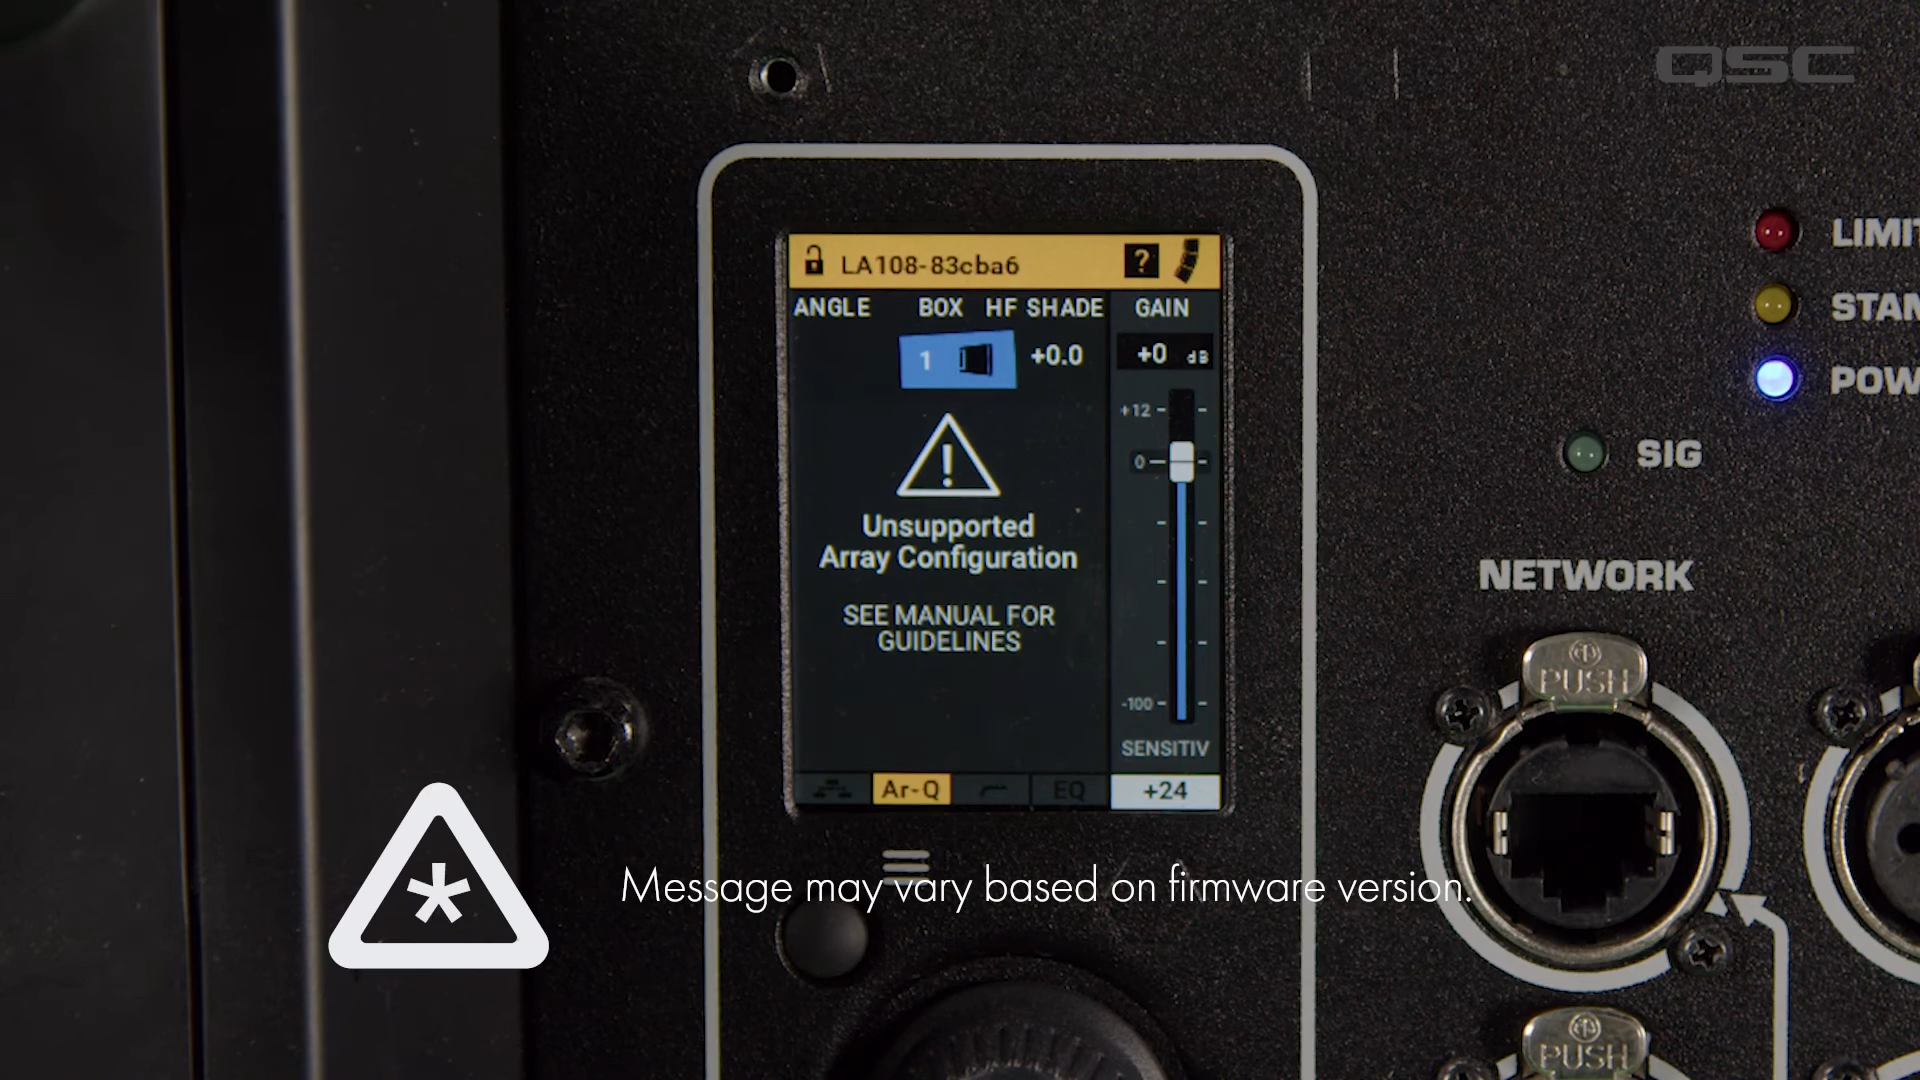 QSC
LA108-83cba6 ?
ANGLE BOX HF SHADE GAIN
1 +0.0 +0 dB
+12
0
Unsupported
Array Configuration
SEE MANUAL FOR
GUIDELINES
-100
SENSITIV
Ar-Q EQ +24
LIMIT
STAN
POW
SIG
NETWORK
PUSH
PUSH
* Message may vary based on firmware version.